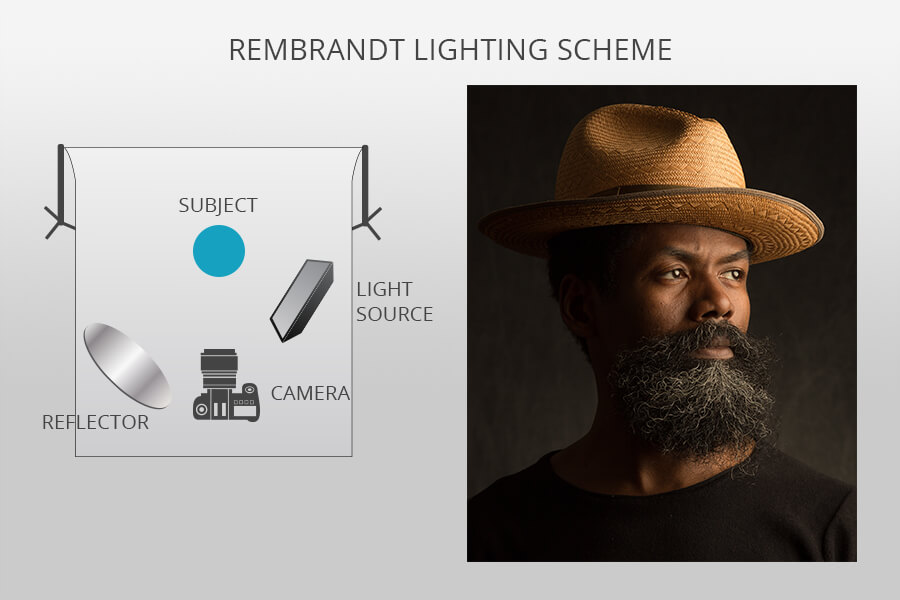 REMBRANDT LIGHTING SCHEME
SUBJECT
LIGHT
SOURCE
CAMERA
REFLECTOR